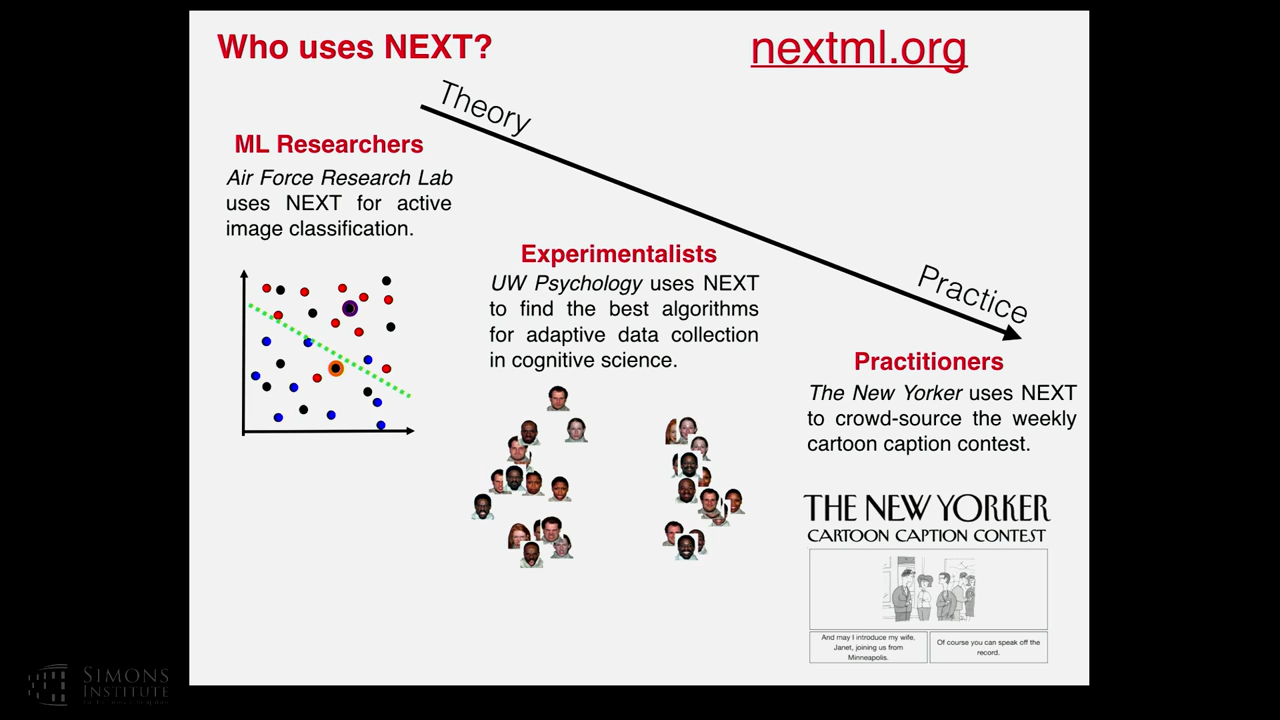 Who uses NEXT?
nextml.org
Theory
ML Researchers
Air Force Research Lab
uses NEXT for active
image classification.
Experimentalists
UW Psychology uses NEXT
to find the best algorithms
for adaptive data collection
in cognitive science.
Practice
Practitioners
The New Yorker uses NEXT
to crowd-source the weekly
cartoon caption contest.
THE NEW YORKER
CARTOON CAPTION CONTEST
And may I introduce my wife,
Janet, joining us from
Minneapolis.
Of course you can speak off the
record.
SIMONS
INSTITUTE